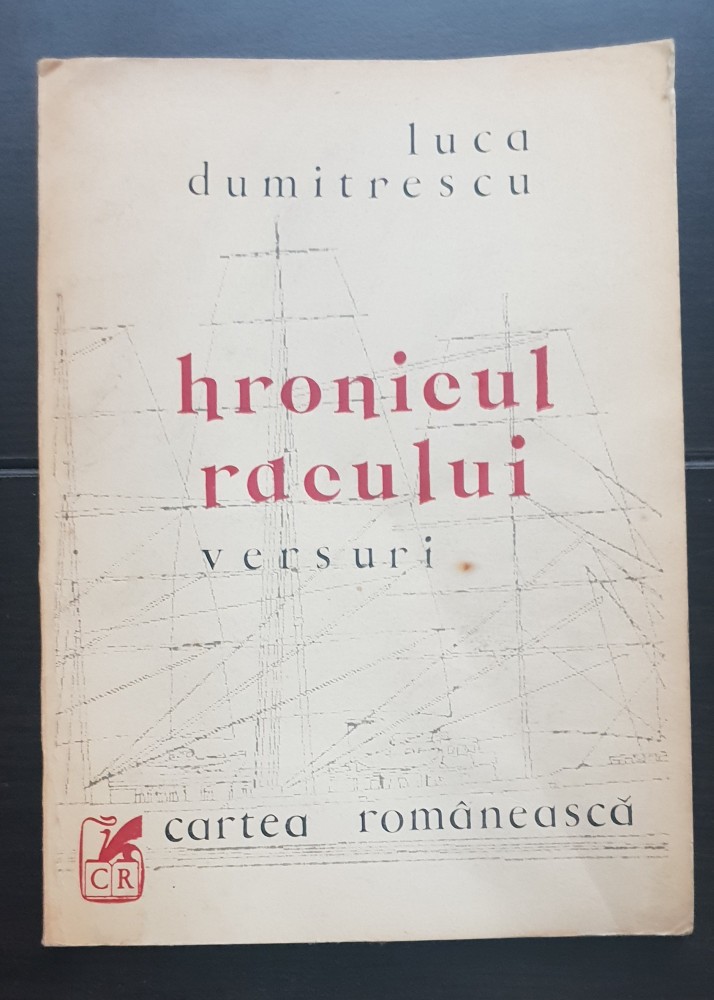 luca
dumitrescu
hronicul
racului
versuri
cartea românească
CR